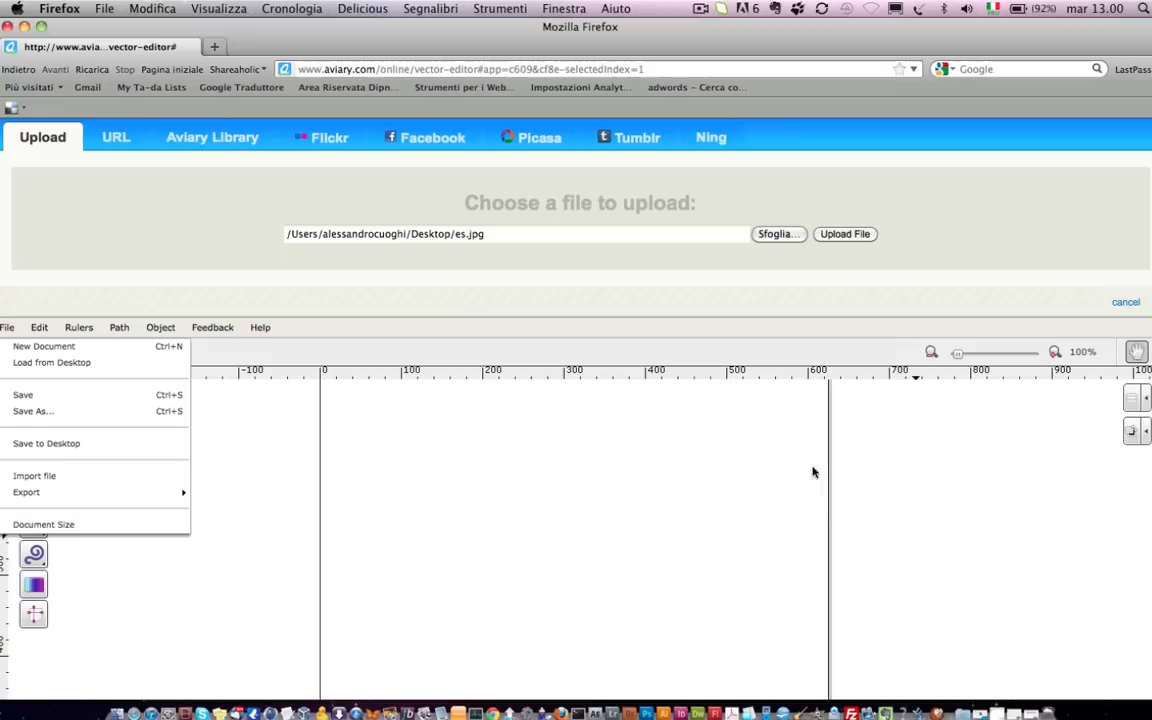 Firefox File Modifica Visualizza Cronologia Delicious Segnalibri Strumenti Finestra Aiuto 6 (92%) mar 13.00
Mozilla Firefox
http://www.avia...vector-editor#
Indietro Avanti Ricarica Stop Pagina iniziale Shareaholic www.aviary.com/online/vector-editor#app=c609&cf8e-selectedIndex=1 Google LastPass
Più visitati Gmail My Ta-da Lists Google Traduttore Area Riservata Dipn... Strumenti per i Web... Impostazioni Analyt... adwords - Cerca co...
Upload URL Aviary Library Flickr Facebook Picasa Tumblr Ning
Choose a file to upload:
/Users/alessandrocuoghi/Desktop/es.jpg Sfoglia... Upload File
cancel
File Edit Rulers Path Object Feedback Help
New Document Ctrl+N
Load from Desktop
100%
-100 0 100 200 300 400 500 600 700 800 900 100
Save Ctrl+S
Save As... Ctrl+S
Save to Desktop
Import file
Export
Document Size